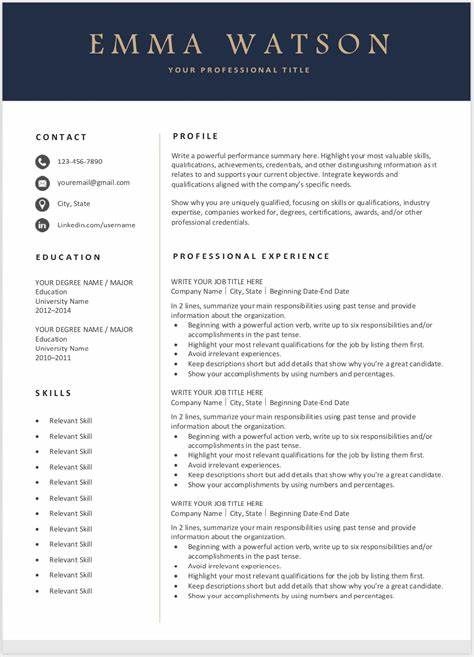 EMMA WATSON
YOUR PROFESSIONAL TITLE
CONTACT
123-456-7890
youremail@gmail.com
City, State
Linkedin.com/username
EDUCATION
YOUR DEGREE NAME / MAJOR
Education
University Name
2012–2014
YOUR DEGREE NAME / MAJOR
Education
University Name
2010–2011
SKILLS
• Relevant Skill
• Relevant Skill
• Relevant Skill
• Relevant Skill
• Relevant Skill
• Relevant Skill
• Relevant Skill
• Relevant Skill
• Relevant Skill
• Relevant Skill
PROFILE
Write a powerful performance summary here. Highlight your most valuable skills,
qualifications, achievements, credentials, and other distinguishing information as it
relates to and supports your current objective. Integrate keywords and
qualifications aligned with the company's specific needs.
Show why you are uniquely qualified, focusing on skills or qualifications, industry
expertise, companies worked for, degrees, certifications, awards, and/or other
professional credentials.
PROFESSIONAL EXPERIENCE
WRITE YOUR JOB TITLE HERE
Company Name | City, State | Beginning Date-End Date
In 2 lines, summarize your main responsibilities using past tense and provide
information about the organization.
• Beginning with a powerful action verb, write up to six responsibilities and/or
accomplishments in each role.
• Highlight your most relevant qualifications for the job by listing them first.
• Avoid irrelevant experiences.
• Keep descriptions short but add details that show why you're a great candidate.
• Show your accomplishments by using numbers and percentages.
WRITE YOUR JOB TITLE HERE
Company Name | City, State | Beginning Date-End Date
In 2 lines, summarize your main responsibilities using past tense and provide
information about the organization.
• Beginning with a powerful action verb, write up to six responsibilities and/or
accomplishments in each role.
• Highlight your most relevant qualifications for the job by listing them first.
• Avoid irrelevant experiences.
• Keep descriptions short but add details that show why you're a great candidate.
• Show your accomplishments by using numbers and percentages.
WRITE YOUR JOB TITLE HERE
Company Name | City, State | Beginning Date-End Date
In 2 lines, summarize your main responsibilities using past tense and provide
information about the organization.
• Beginning with a powerful action verb, write up to six responsibilities and/or
accomplishments in each role.
• Highlight your most relevant qualifications for the job by listing them first.
• Avoid irrelevant experiences.
• Keep descriptions short but add details that show why you're a great candidate.
• Show your accomplishments by using numbers and percentages.